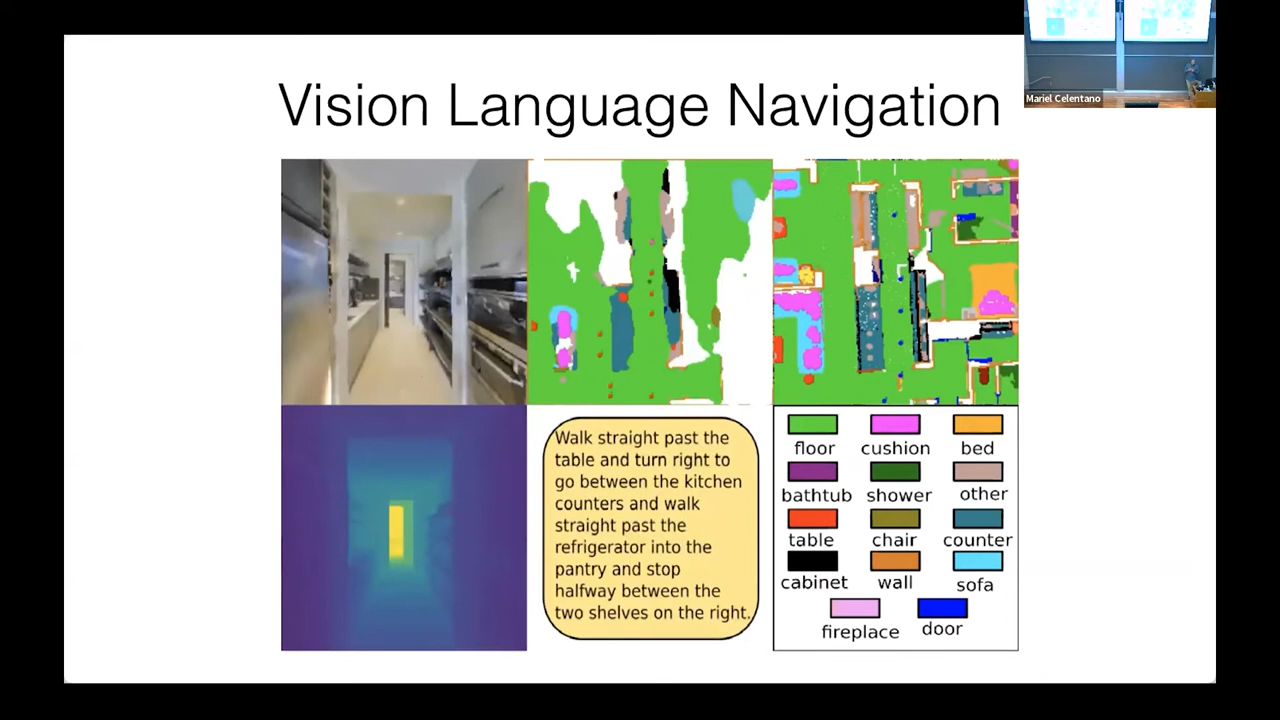 Vision Language Navigation
Mariel Celentano
Walk straight past the
table and turn right to
go between the kitchen
counters and walk
straight past the
refrigerator into the
pantry and stop
halfway between the
two shelves on the right.
floor
cushion
bed
bathtub
shower
other
table
chair
counter
cabinet
wall
sofa
fireplace
door